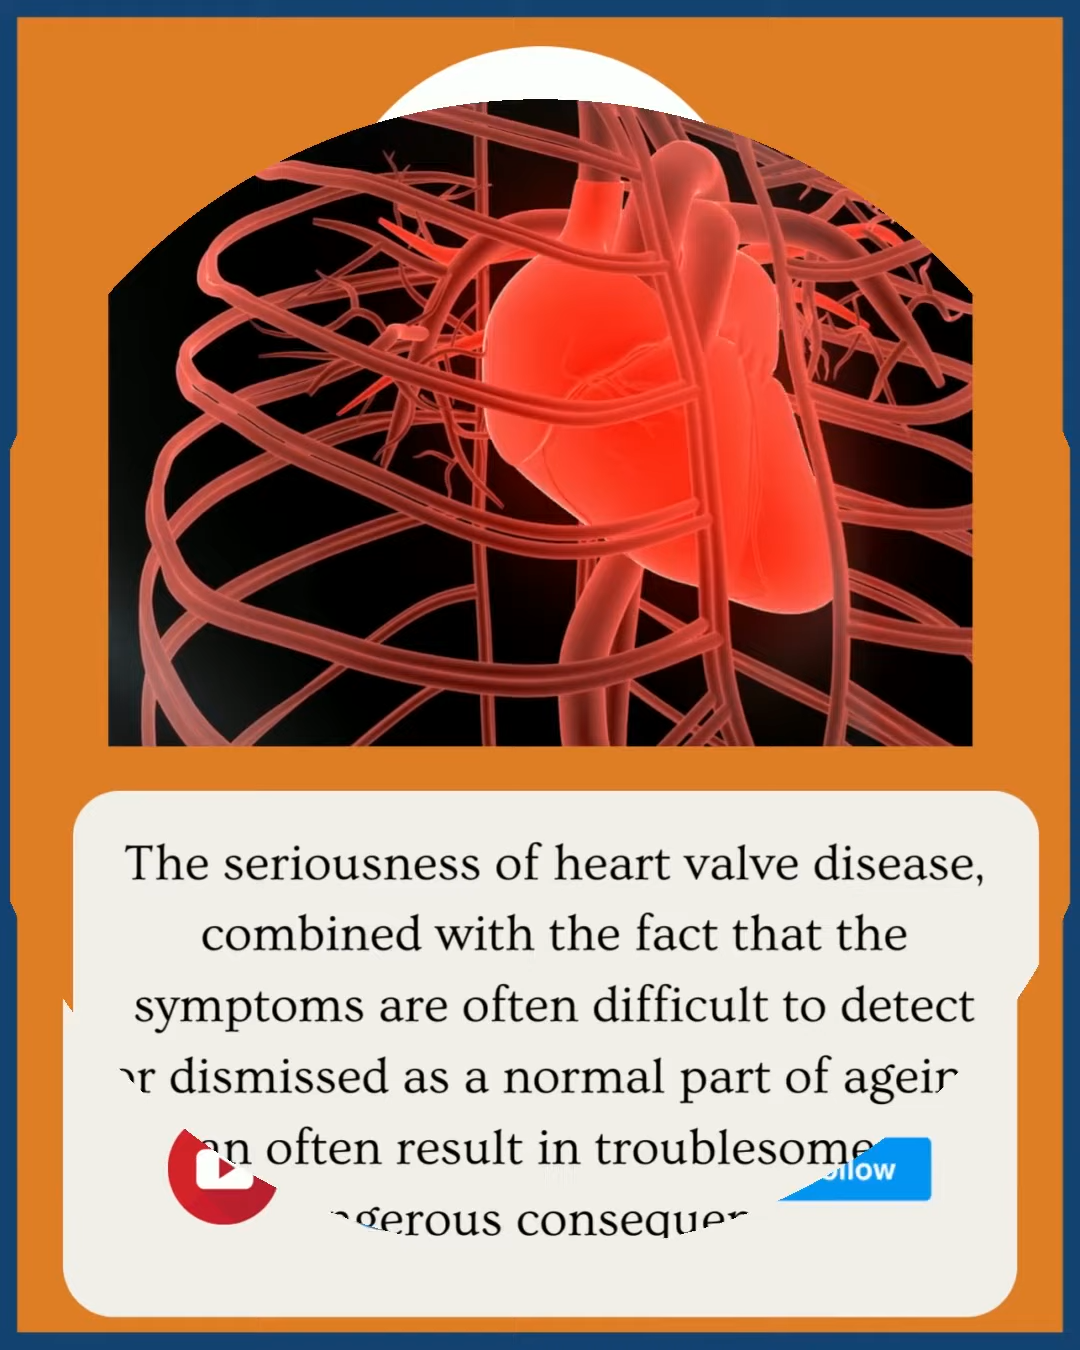 The seriousness of heart valve disease,
combined with the fact that the
symptoms are often difficult to detect
dismissed as a normal part of
often result in troublesome